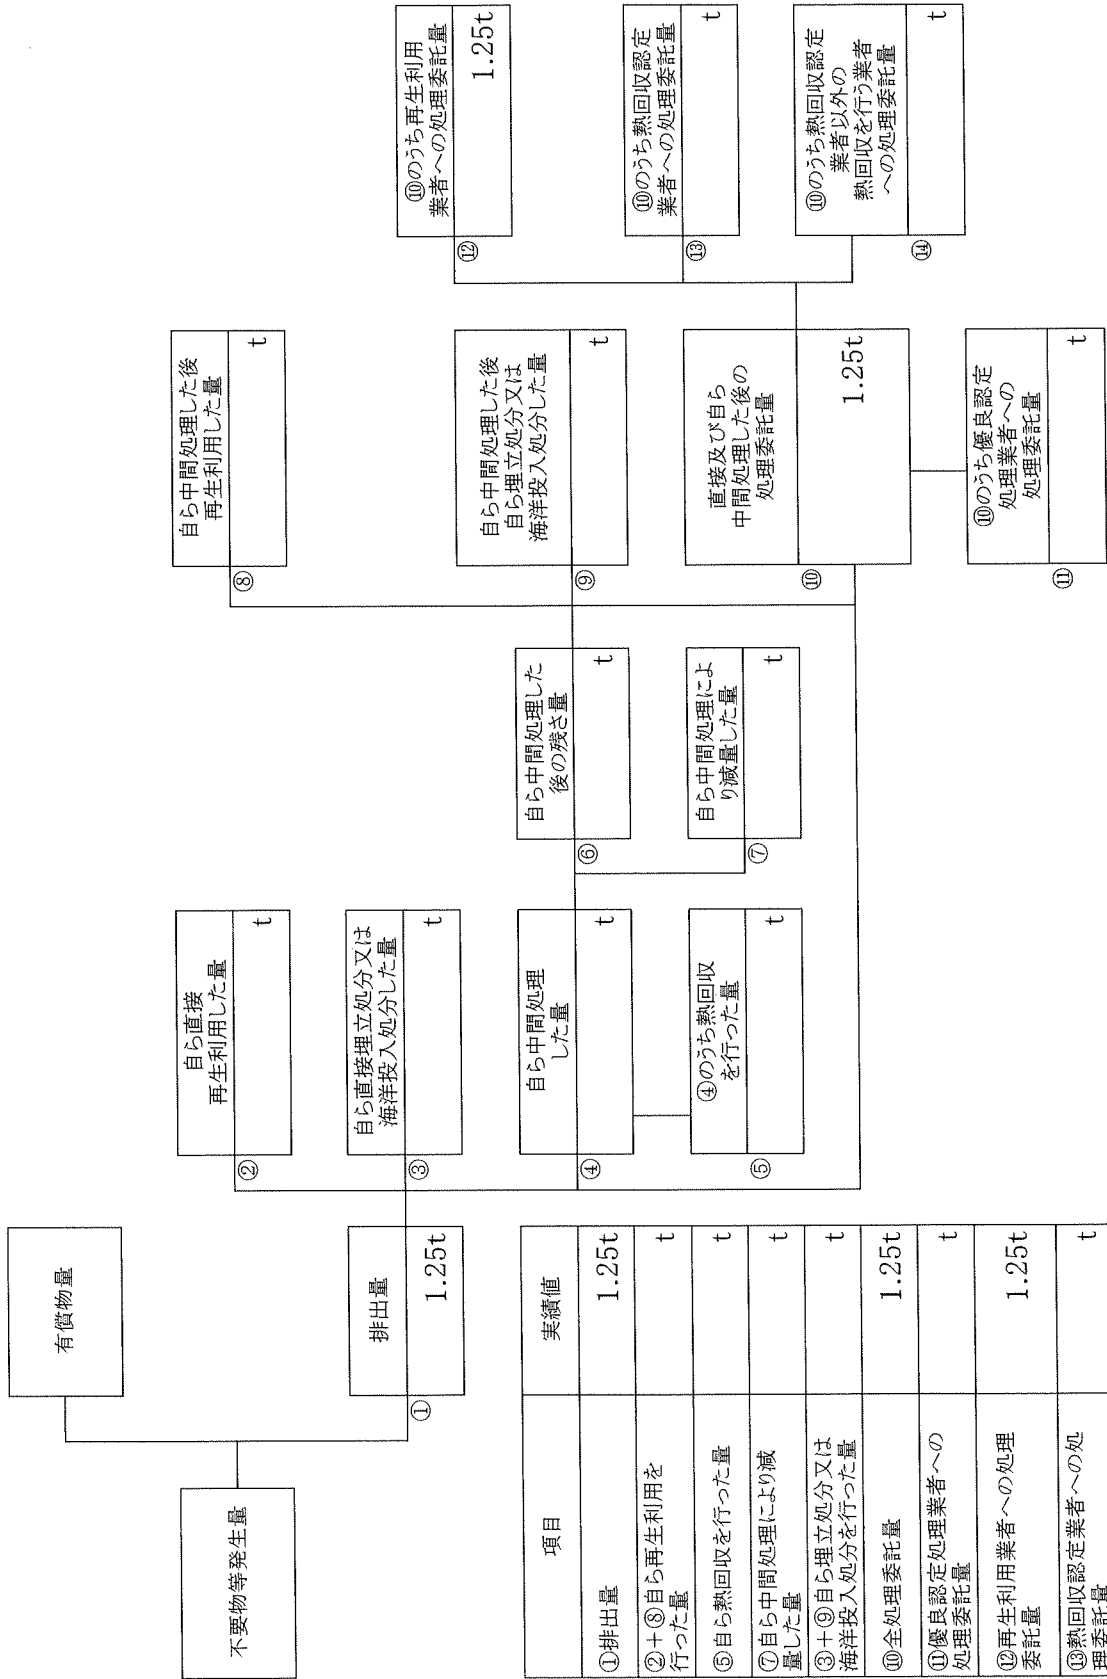 不要物等発生量
有償物量
排出量
①
1.25t
自ら直接
再生利用した量
②
t
自ら直接埋立処分又は
海洋投入処分した量
③
t
自ら中間処理
した量
④
t
④のうち熱回収
を行った量
⑤
t
自ら中間処理した
後の残さ量
⑥
t
自ら中間処理によ
り減量した量
⑦
t
自ら中間処理した後
再生利用した量
⑧
t
自ら中間処理した後
自ら埋立処分又は
海洋投入処分した量
⑨
t
直接及び自ら
中間処理した後の
処理委託量
⑩
1.25t
⑩のうち優良認定
処理業者への
処理委託量
⑪
t
⑩のうち再生利用
業者への処理委託量
⑫
1.25t
⑩のうち熱回収認定
業者への処理委託量
⑬
t
⑩のうち熱回収認定
業者以外の
熱回収を行う業者
への処理委託量
⑭
t
項目 実績値
①排出量 1.25t
②+⑧自ら再生利用を
行った量 t
⑤自ら熱回収を行った量 t
⑦自ら中間処理により減
量した量 t
③+⑨自ら埋立処分又は
海洋投入処分を行った量 t
⑩全処理委託量 1.25t
⑪優良認定処理業者への
処理委託量 t
⑫再生利用業者への処理
委託量 1.25t
⑬熱回収認定業者への処
理委託量 t